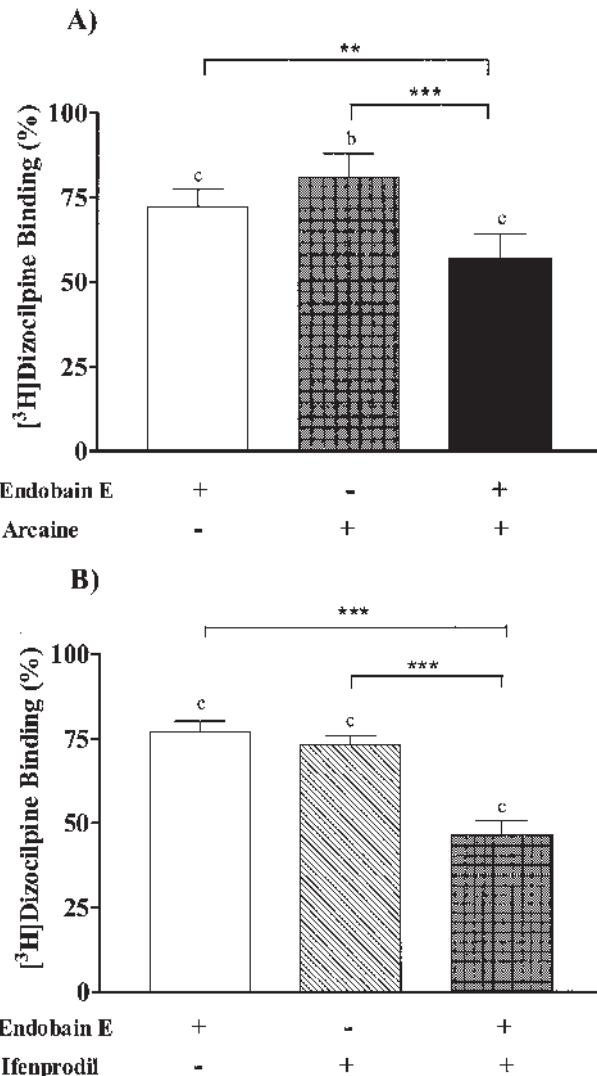 A)
**
***
100
b
c
75
c
50
25
0
[³H]Dizocilpine Binding (%)
Endobain E + - +
Arcaine - + +
B)
***
***
100
c
c
75
c
50
25
0
[³H]Dizocilpine Binding (%)
Endobain E + - +
Ifenprodil - + +